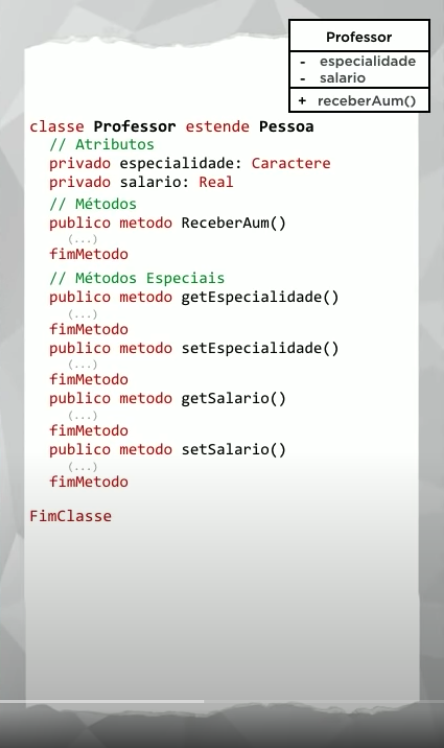 Professor
- especialidade
- salario
+ receberAum()
classe Professor estende Pessoa
// Atributos
privado especialidade: Caractere
privado salario: Real
// Métodos
publico metodo ReceberAum()
(...)
fimMetodo
// Métodos Especiais
publico metodo getEspecialidade()
(...)
fimMetodo
publico metodo setEspecialidade()
(...)
fimMetodo
publico metodo getSalario()
(...)
fimMetodo
publico metodo setSalario()
(...)
fimMetodo
FimClasse